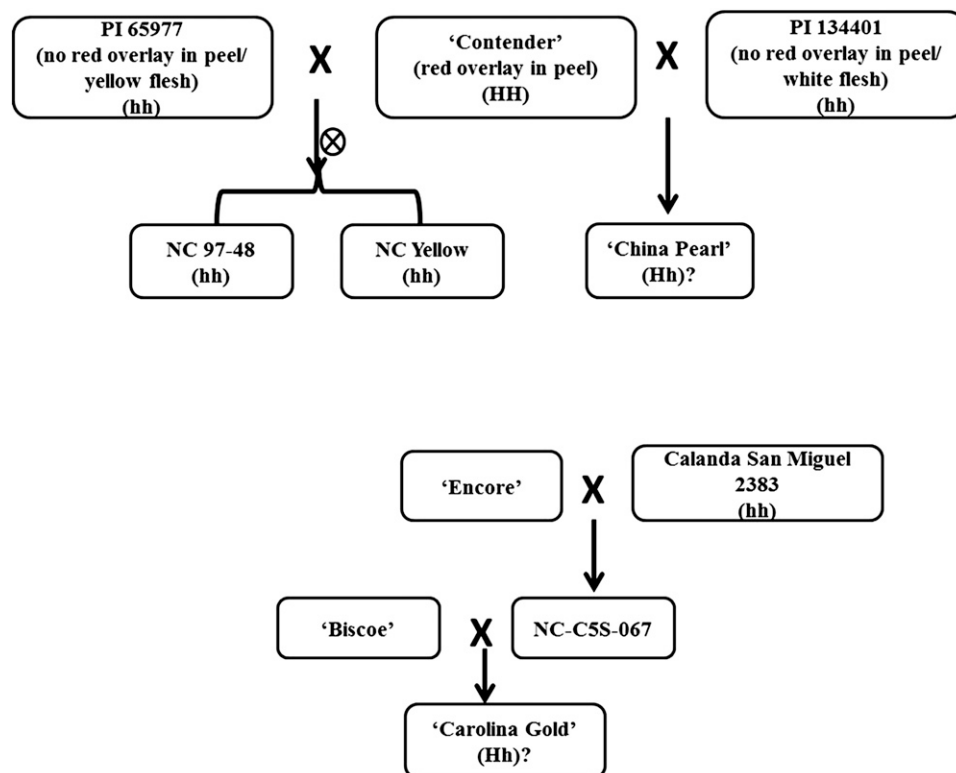 PI 65977
(no red overlay in peel/
yellow flesh)
(hh)
X
‘Contender’
(red overlay in peel)
(HH)
X
PI 134401
(no red overlay in peel/
white flesh)
(hh)
NC 97-48
(hh)
NC Yellow
(hh)
‘China Pearl’
(Hh)?
‘Encore’
X
Calanda San Miguel
2383
(hh)
‘Biscoe’
X
NC-C5S-067
‘Carolina Gold’
(Hh)?